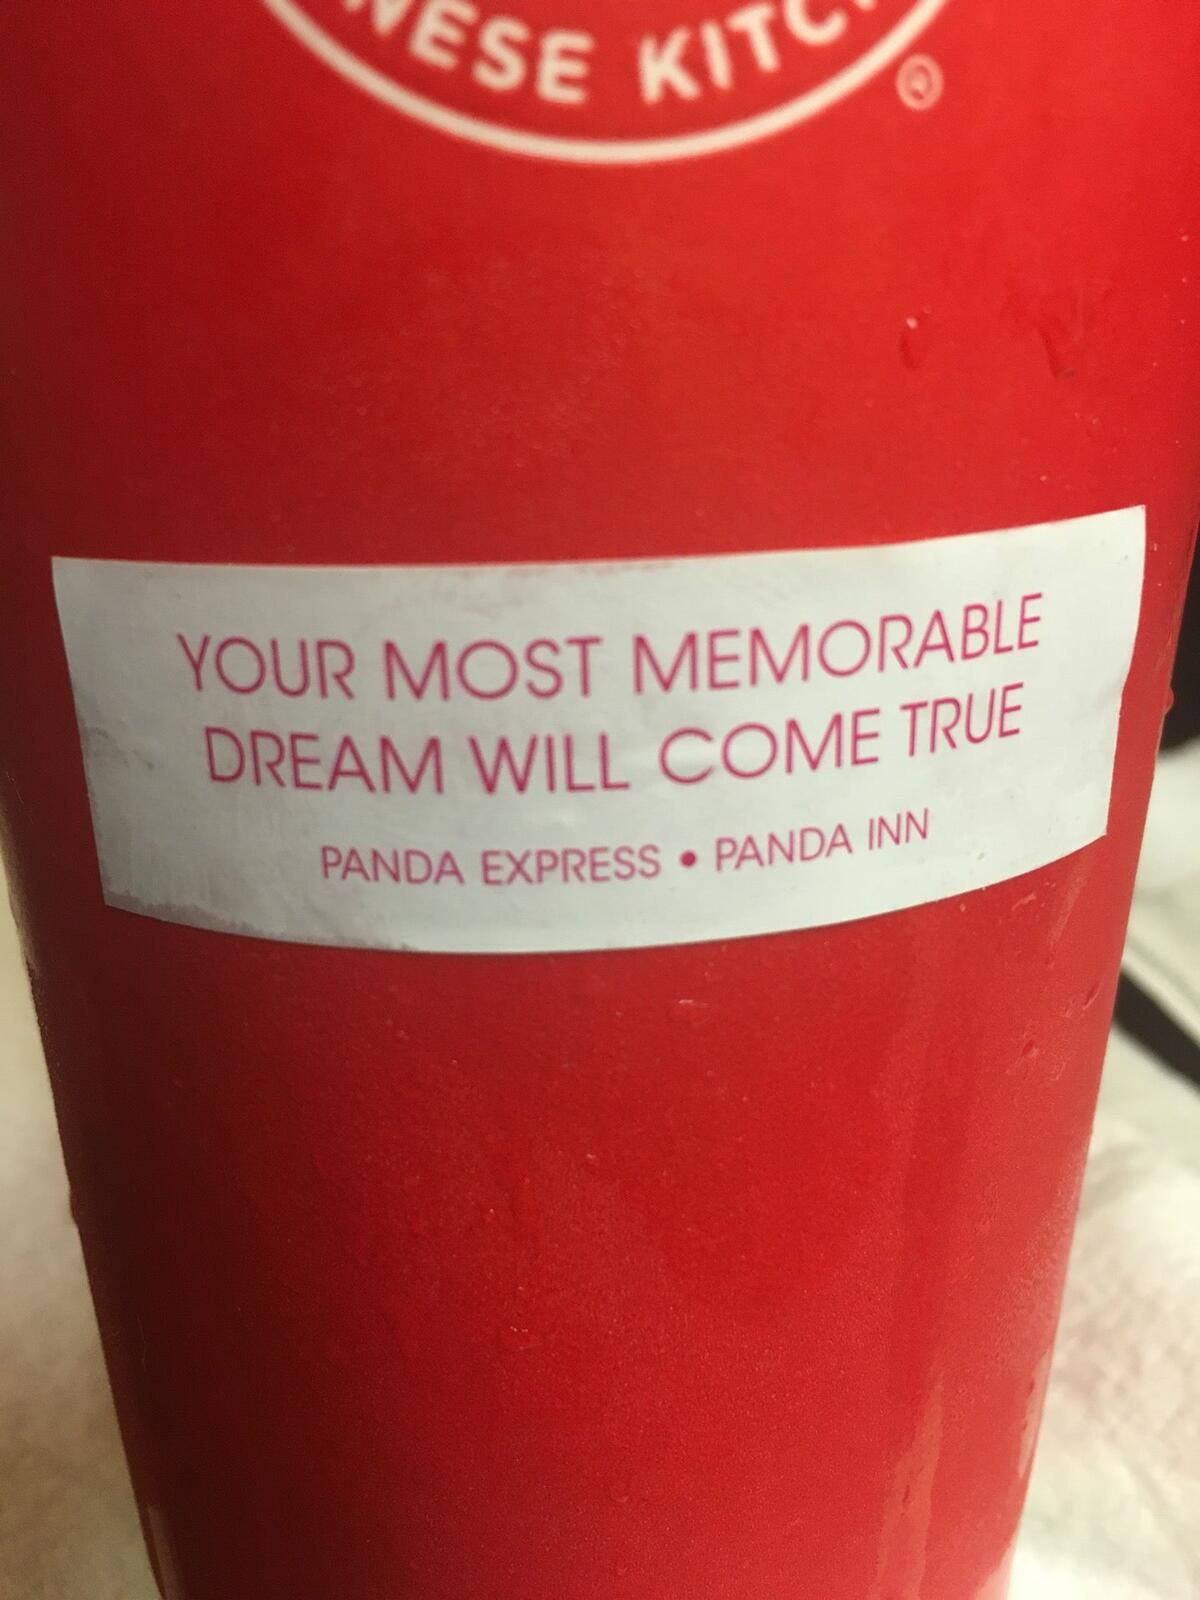 NESE KITC
®
YOUR MOST MEMORABLE
DREAM WILL COME TRUE
PANDA EXPRESS • PANDA INN